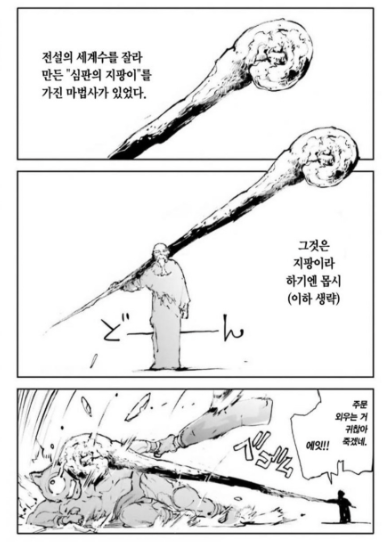 전설의 세계수를 잘라
만든 "심판의 지팡이"를
가진 마법사가 있었다.
그것은
지팡이라
하기엔 몹시
(이하 생략)
ど─ん
주문
외우는 거
귀찮아
죽겠네.
에잇!!